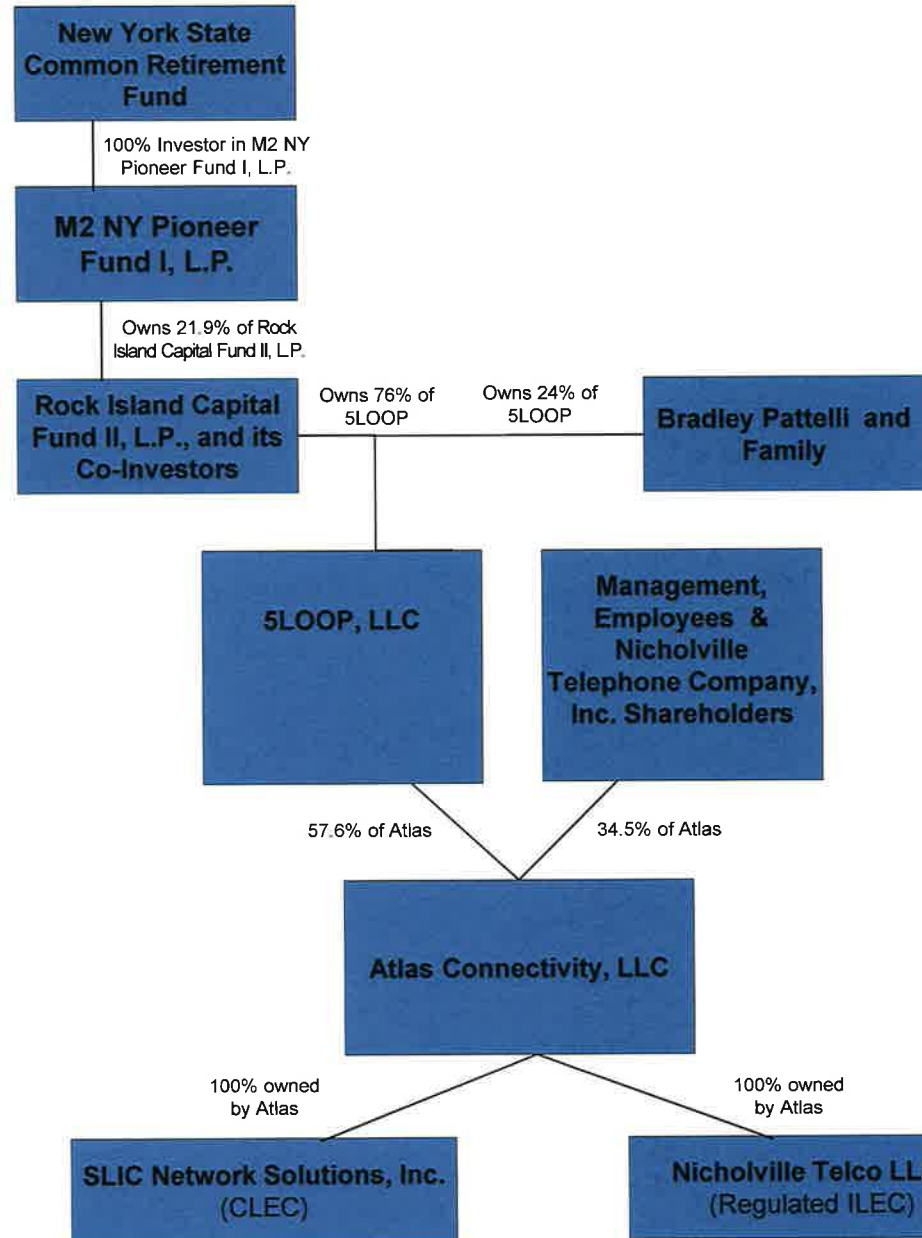 New York State
Common Retirement
Fund
100% Investor in M2 NY
Pioneer Fund I, L.P.
M2 NY Pioneer
Fund I, L.P.
Owns 21.9% of Rock
Island Capital Fund II, L.P.
Rock Island Capital
Fund II, L.P., and its
Co-Investors
Owns 76% of
5LOOP
Owns 24% of
5LOOP
Bradley Pattelli and
Family
5LOOP, LLC
Management,
Employees &
Nicholville
Telephone Company,
Inc. Shareholders
57.6% of Atlas
34.5% of Atlas
Atlas Connectivity, LLC
100% owned
by Atlas
100% owned
by Atlas
SLIC Network Solutions, Inc.
(CLEC)
Nicholville Telco LL
(Regulated ILEC)